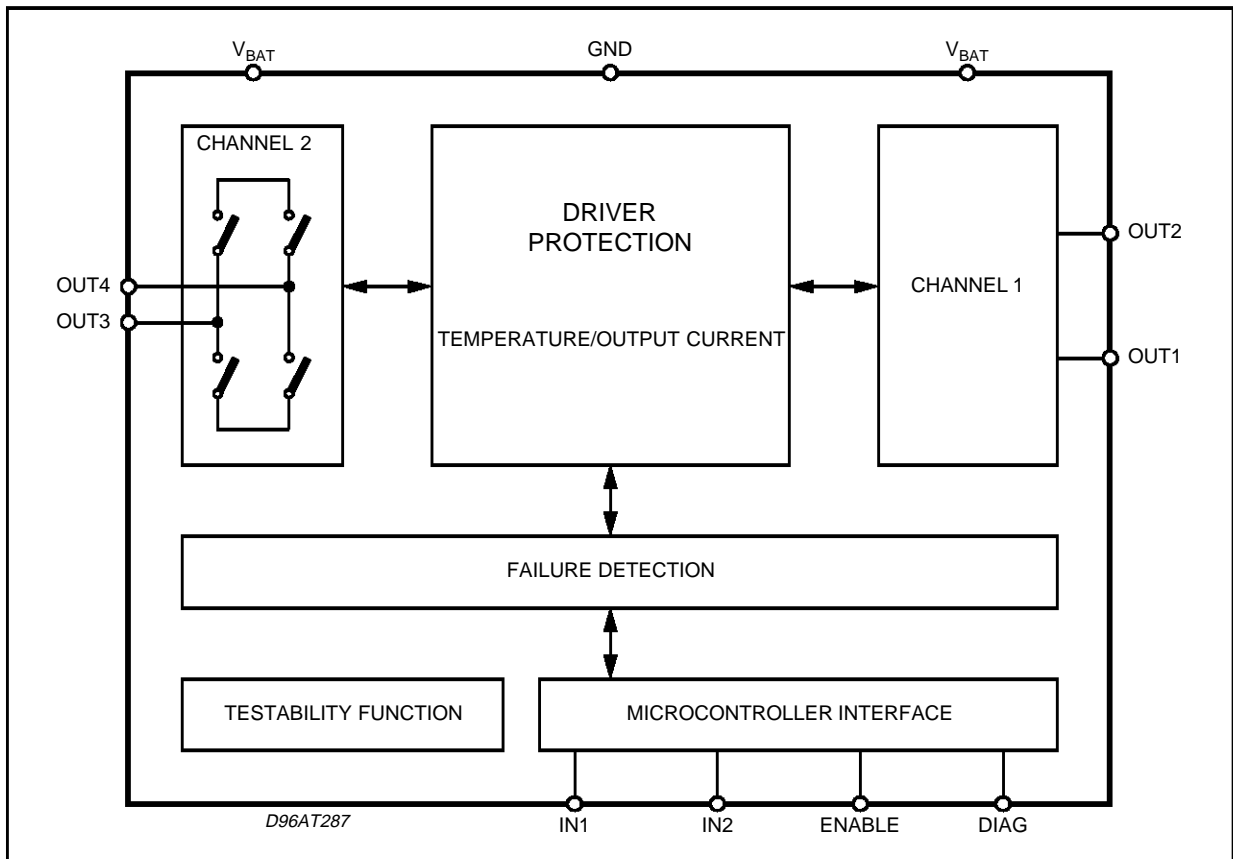 VBAT
GND
VBAT
CHANNEL 2
DRIVER
PROTECTION
OUT2
OUT4
CHANNEL 1
OUT3
TEMPERATURE/OUTPUT CURRENT
OUT1
FAILURE DETECTION
TESTABILITY FUNCTION
MICROCONTROLLER INTERFACE
D96AT287
IN1
IN2
ENABLE
DIAG